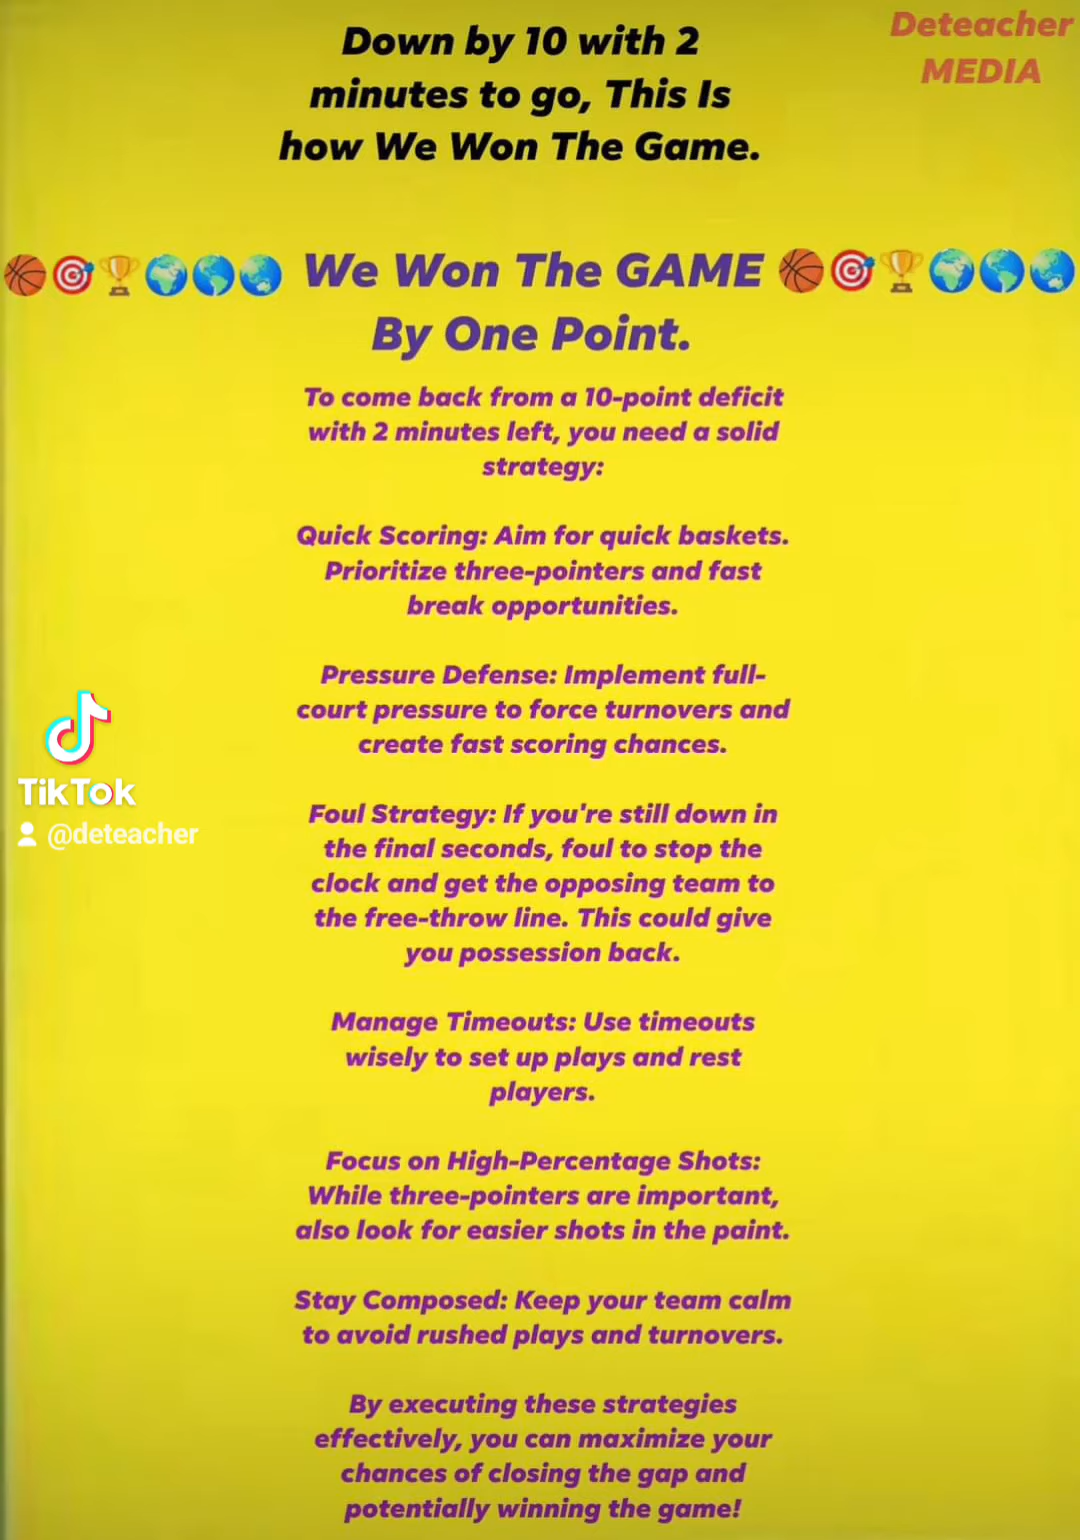 Deteacher
MEDIA
Down by 10 with 2
minutes to go, This Is
how We Won The Game.
We Won The GAME
By One Point.
To come back from a 10-point deficit
with 2 minutes left, you need a solid
strategy:
Quick Scoring: Aim for quick baskets.
Prioritize three-pointers and fast
break opportunities.
Pressure Defense: Implement full-
court pressure to force turnovers and
create fast scoring chances.
Foul Strategy: If you're still down in
the final seconds, foul to stop the
clock and get the opposing team to
the free-throw line. This could give
you possession back.
Manage Timeouts: Use timeouts
wisely to set up plays and rest
players.
Focus on High-Percentage Shots:
While three-pointers are important,
also look for easier shots in the paint.
Stay Composed: Keep your team calm
to avoid rushed plays and turnovers.
By executing these strategies
effectively, you can maximize your
chances of closing the gap and
potentially winning the game!
TikTok
@deteacher